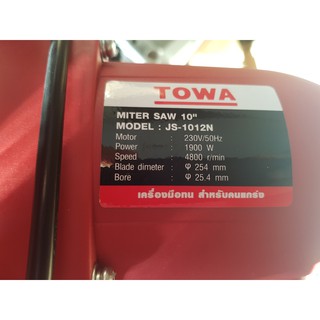 TOWA
MITER SAW 10"
MODEL : JS-1012N
Motor : 230V/50Hz
Power : 1900 W
Speed : 4800 r/min
Blade dimeter : φ 254 mm
Bore : φ 25.4 mm
เครื่องมือทน สำหรับคนแกร่ง